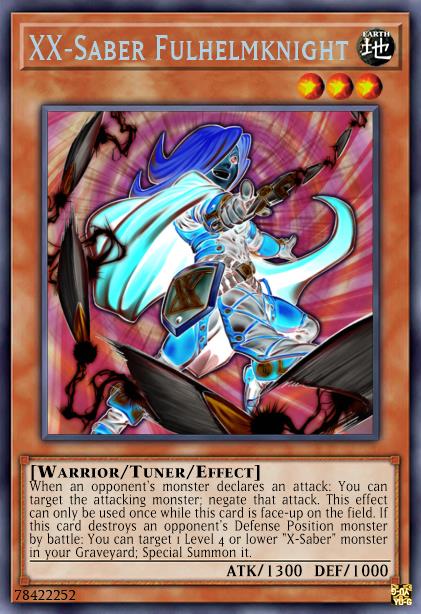 XX-Saber Fulhelmknight
EARTH
地
[Warrior/Tuner/Effect]
When an opponent's monster declares an attack: You can
target the attacking monster; negate that attack. This effect
can only be used once while this card is face-up on the field. If
this card destroys an opponent's Defense Position monster
by battle: You can target 1 Level 4 or lower "X-Saber" monster
in your Graveyard; Special Summon it.
ATK/1300 DEF/1000
78422252